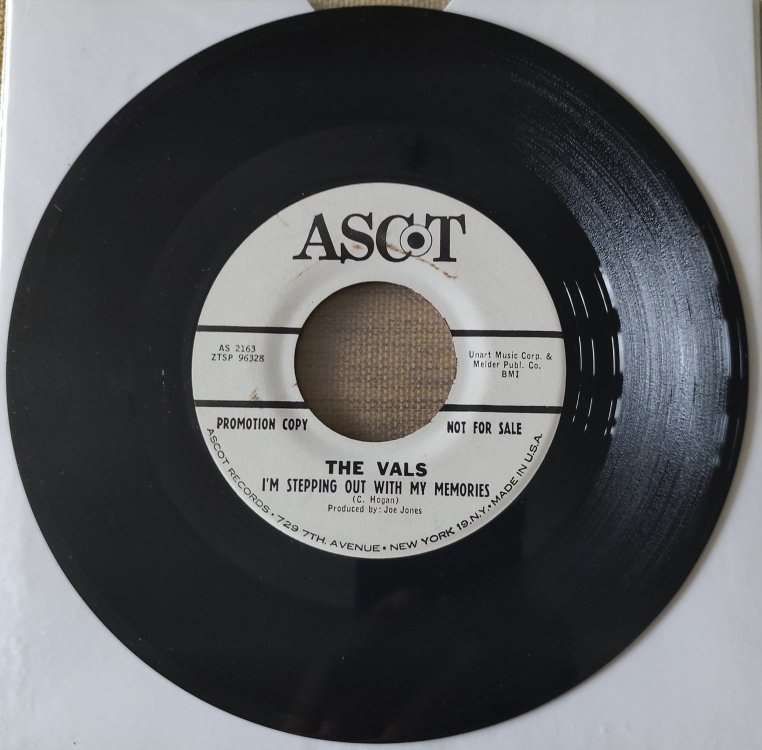 ASCOT
AS 2163
ZTSP 96328
Unart Music Corp. &
Melder Publ. Co.
BMI
PROMOTION COPY
NOT FOR SALE
THE VALS
I'M STEPPING OUT WITH MY MEMORIES
(C. Hogan)
Produced by: Joe Jones
ASCOT RECORDS • 729 7TH. AVENUE • NEW YORK 19, N.Y. • MADE IN U.S.A.